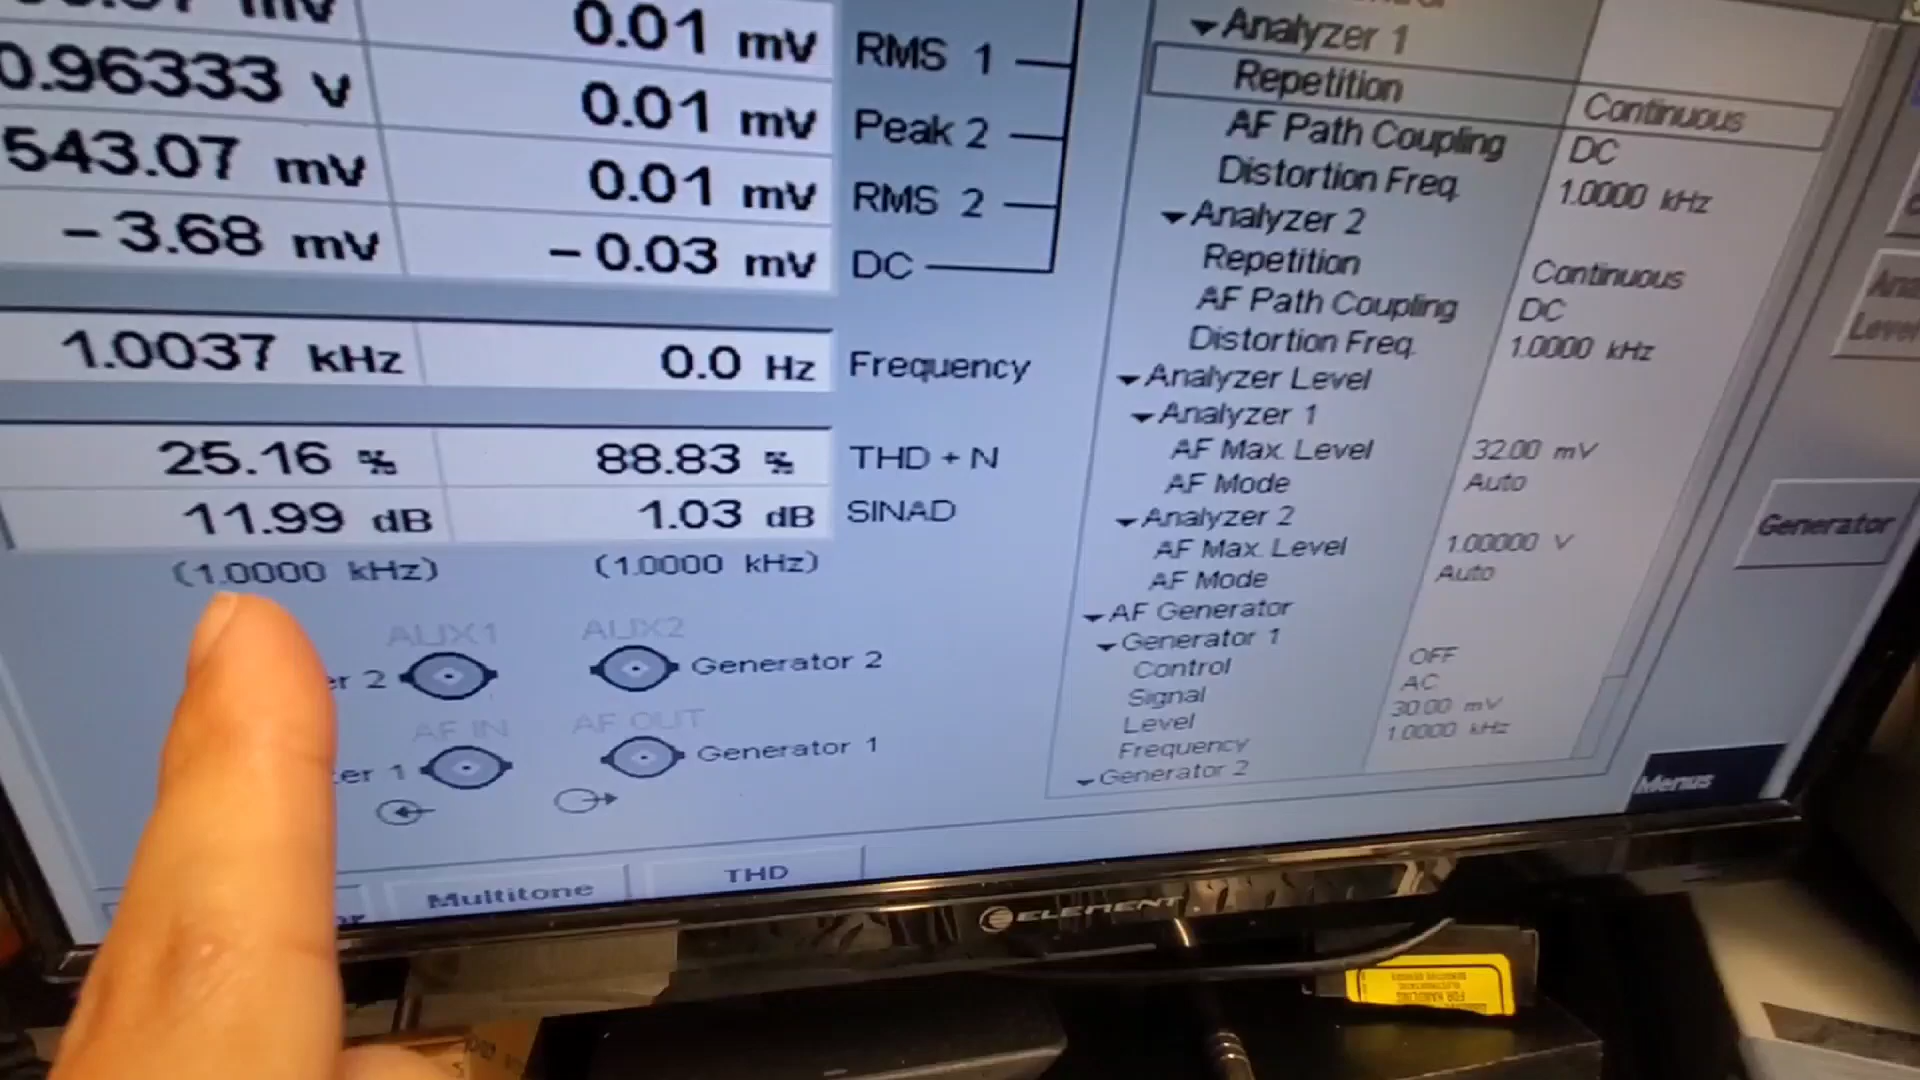 mV 0.01 mV RMS 1
0.96333 V 0.01 mV Peak 2
543.07 mV 0.01 mV RMS 2
-3.68 mV -0.03 mV DC
1.0037 kHz 0.0 Hz Frequency
25.16 % 88.83 % THD + N
11.99 dB 1.03 dB SINAD
(1.0000 kHz) (1.0000 kHz)
AUX1 AUX2
er 2 Generator 2
AF IN AF OUT
er 1 Generator 1
Multitone THD
Analyzer 1
Repetition Continuous
AF Path Coupling DC
Distortion Freq. 1.0000 kHz
Analyzer 2
Repetition Continuous
AF Path Coupling DC
Distortion Freq. 1.0000 kHz
Analyzer Level
Analyzer 1
AF Max. Level 32.00 mV
AF Mode Auto
Analyzer 2
AF Max. Level 1.00000 V
AF Mode Auto
AF Generator
Generator 1
Control OFF
Signal AC
Level 30.00 mV
Frequency 1.0000 kHz
Generator 2
Generator
Menus
ELEMENT
FOR HANDLING